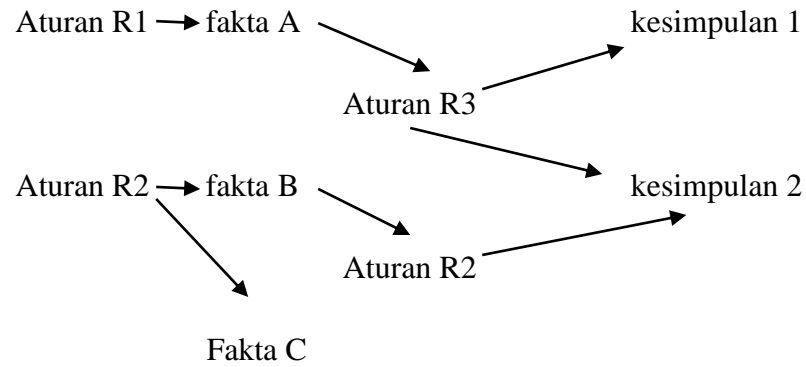 Aturan R1 fakta A kesimpulan 1
Aturan R3
Aturan R2 fakta B kesimpulan 2
Aturan R2
Fakta C